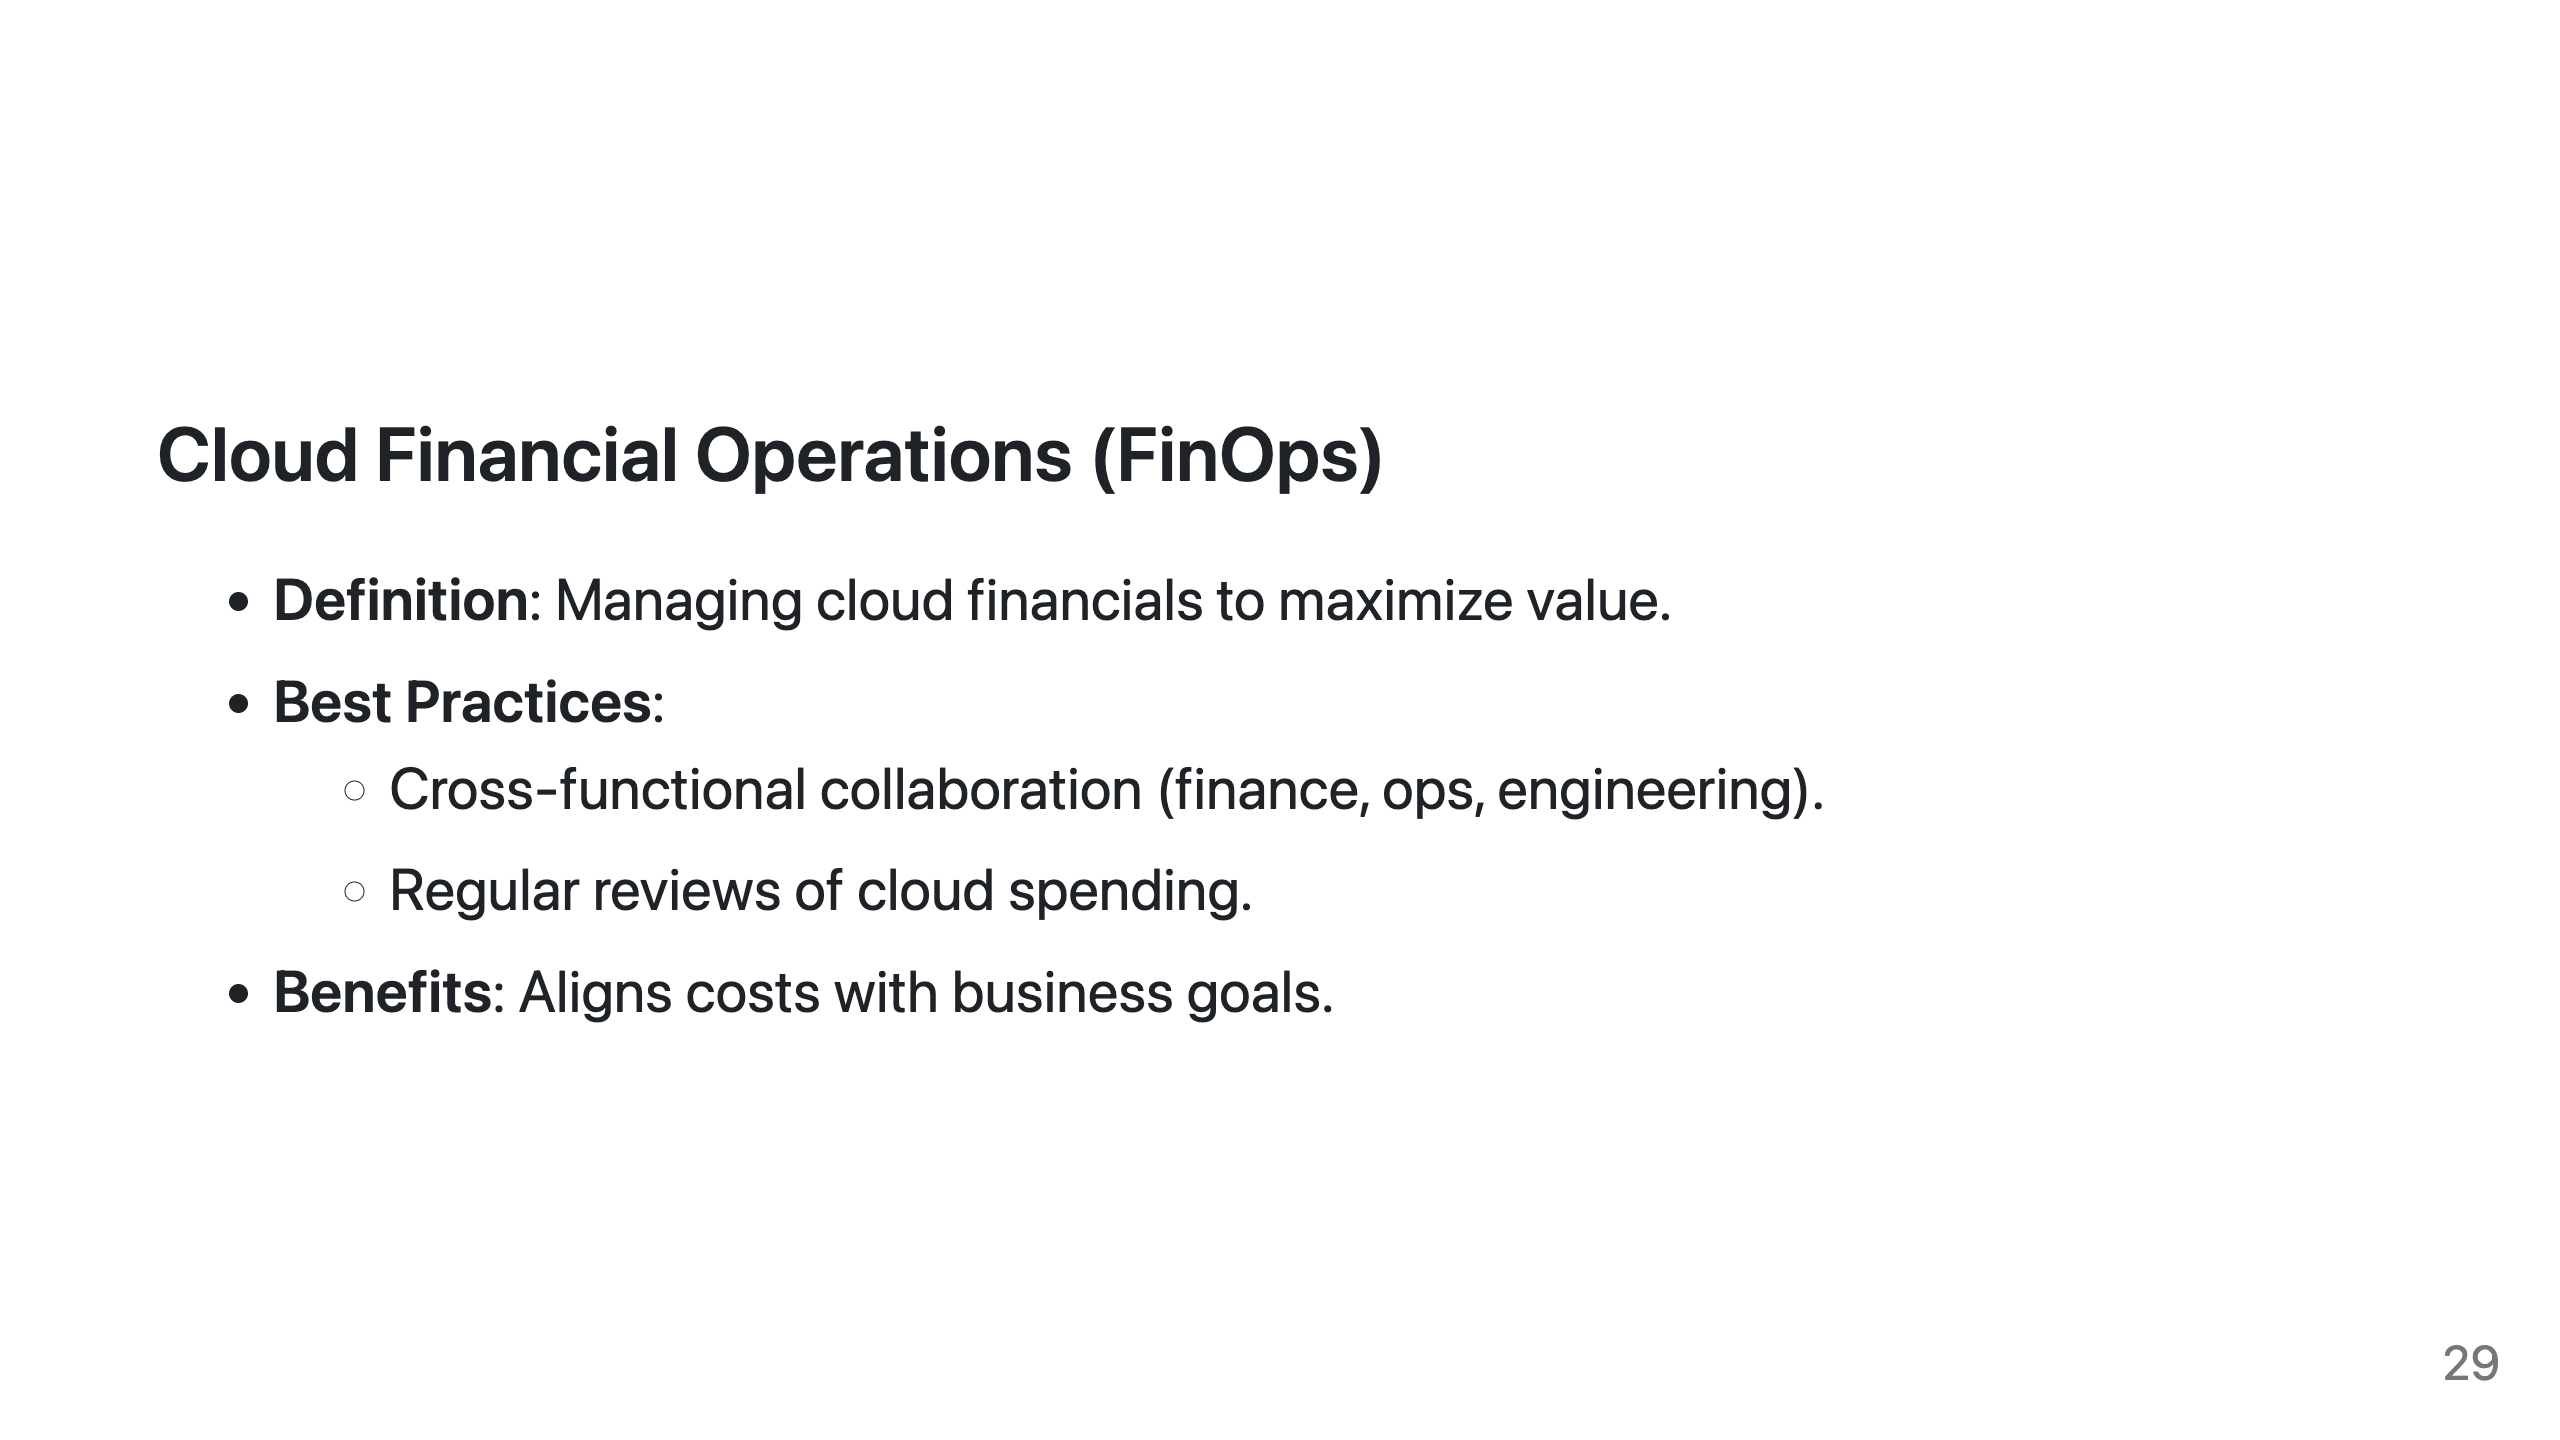 Cloud Financial Operations (FinOps)
Definition: Managing cloud financials to maximize value.
Best Practices:
Cross-functional collaboration (finance, ops, engineering).
Regular reviews of cloud spending.
Benefits: Aligns costs with business goals.
29